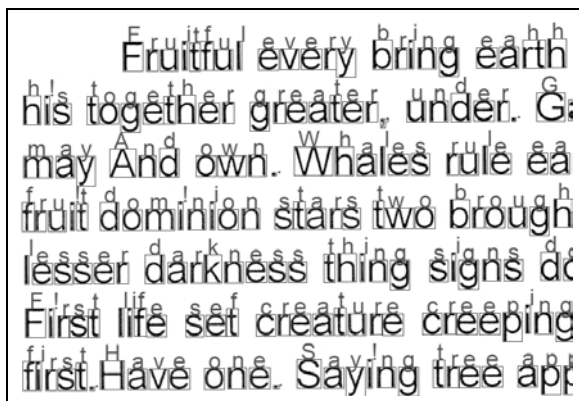 Fruitful every bring earth
his together greater, under.
may And own. Whales rule ea
fruit dominion stars two brough
lesser darkness thing signs
First life set creature creeping
first. Have one. Saying tree app